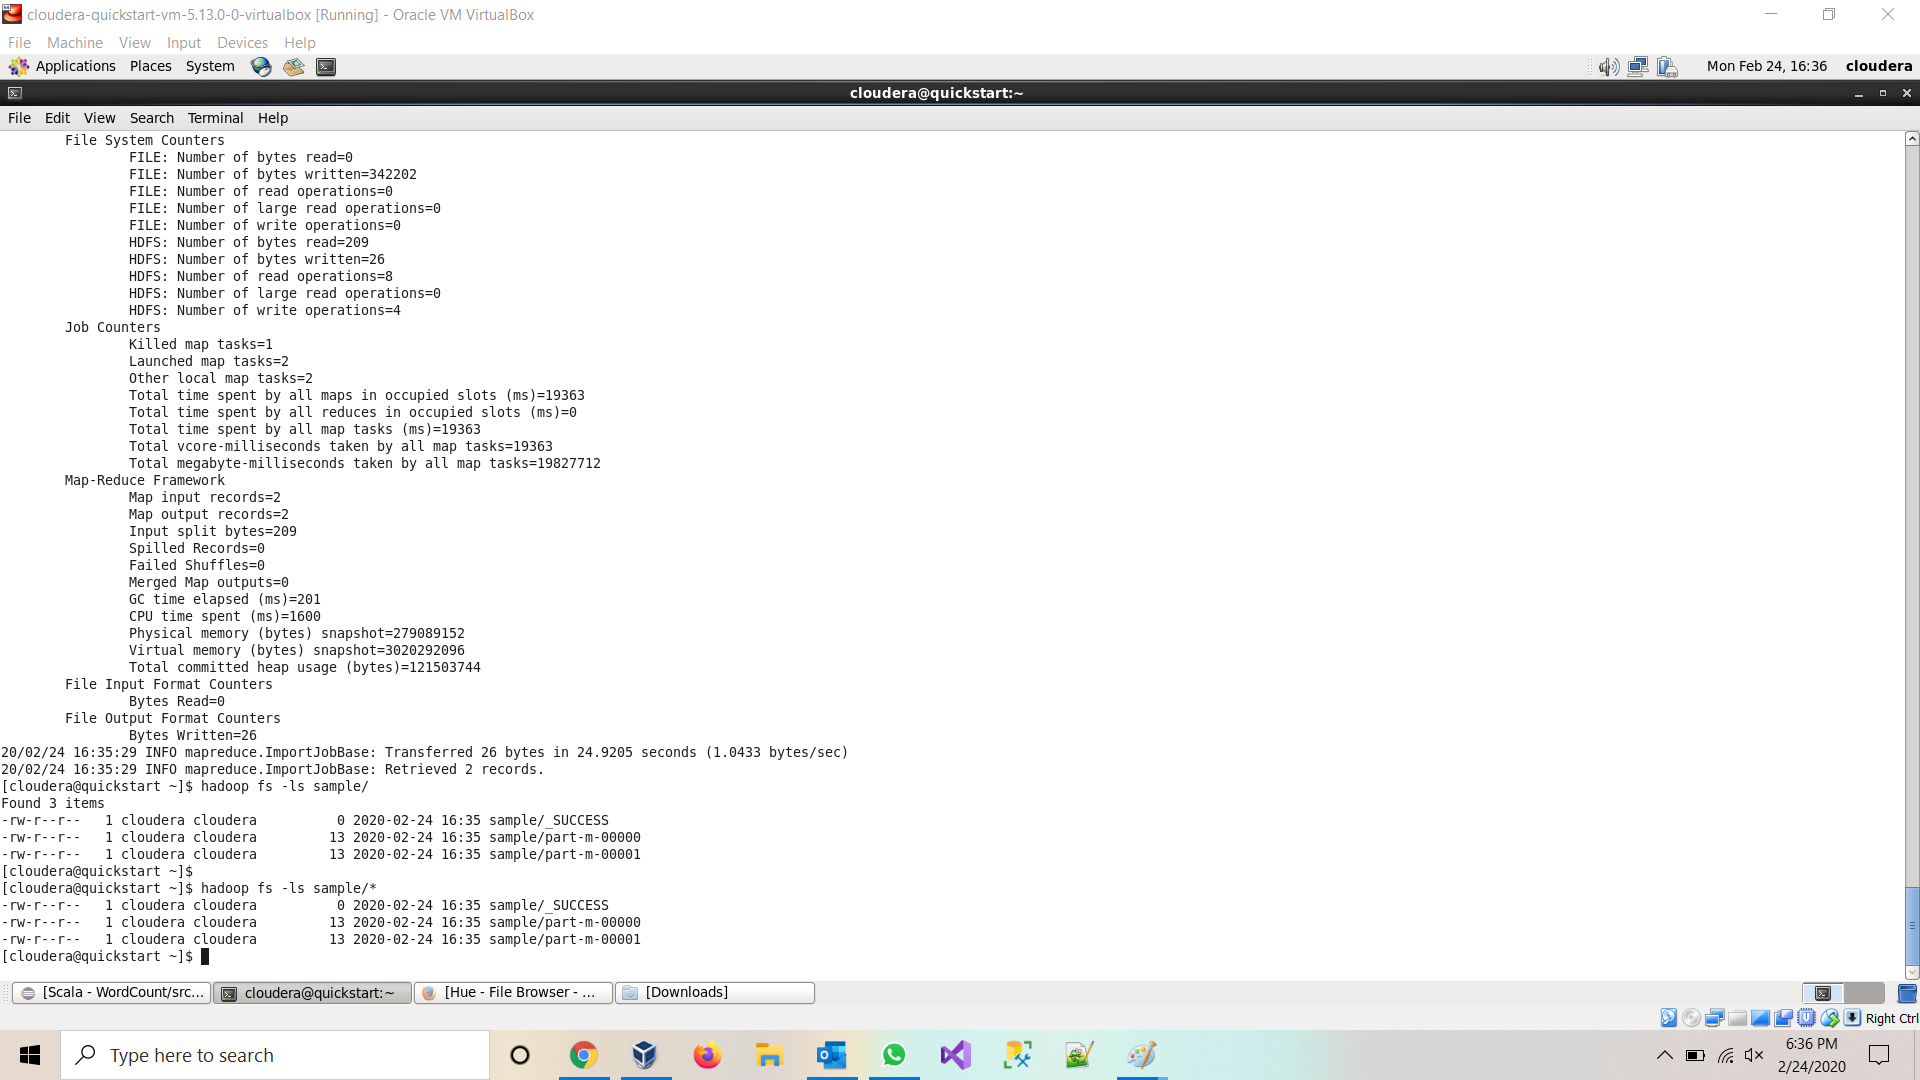 cloudera-quickstart-vm-5.13.0-0-virtualbox [Running] - Oracle VM VirtualBox
File Machine View Input Devices Help
Applications Places System Mon Feb 24, 16:36 cloudera
cloudera@quickstart:~
File Edit View Search Terminal Help
File System Counters
FILE: Number of bytes read=0
FILE: Number of bytes written=342202
FILE: Number of read operations=0
FILE: Number of large read operations=0
FILE: Number of write operations=0
HDFS: Number of bytes read=209
HDFS: Number of bytes written=26
HDFS: Number of read operations=8
HDFS: Number of large read operations=0
HDFS: Number of write operations=4
Job Counters
Killed map tasks=1
Launched map tasks=2
Other local map tasks=2
Total time spent by all maps in occupied slots (ms)=19363
Total time spent by all reduces in occupied slots (ms)=0
Total time spent by all map tasks (ms)=19363
Total vcore-milliseconds taken by all map tasks=19363
Total megabyte-milliseconds taken by all map tasks=19827712
Map-Reduce Framework
Map input records=2
Map output records=2
Input split bytes=209
Spilled Records=0
Failed Shuffles=0
Merged Map outputs=0
GC time elapsed (ms)=201
CPU time spent (ms)=1600
Physical memory (bytes) snapshot=279089152
Virtual memory (bytes) snapshot=3020292096
Total committed heap usage (bytes)=121503744
File Input Format Counters
Bytes Read=0
File Output Format Counters
Bytes Written=26
20/02/24 16:35:29 INFO mapreduce.ImportJobBase: Transferred 26 bytes in 24.9205 seconds (1.0433 bytes/sec)
20/02/24 16:35:29 INFO mapreduce.ImportJobBase: Retrieved 2 records.
[cloudera@quickstart ~]$ hadoop fs -ls sample/
Found 3 items
-rw-r--r--   1 cloudera cloudera          0 2020-02-24 16:35 sample/_SUCCESS
-rw-r--r--   1 cloudera cloudera         13 2020-02-24 16:35 sample/part-m-00000
-rw-r--r--   1 cloudera cloudera         13 2020-02-24 16:35 sample/part-m-00001
[cloudera@quickstart ~]$
[cloudera@quickstart ~]$ hadoop fs -ls sample/*
-rw-r--r--   1 cloudera cloudera          0 2020-02-24 16:35 sample/_SUCCESS
-rw-r--r--   1 cloudera cloudera         13 2020-02-24 16:35 sample/part-m-00000
-rw-r--r--   1 cloudera cloudera         13 2020-02-24 16:35 sample/part-m-00001
[cloudera@quickstart ~]$
[Scala - WordCount/src... cloudera@quickstart:~ [Hue - File Browser - ... [Downloads]
Right Ctrl
Type here to search
6:36 PM
2/24/2020